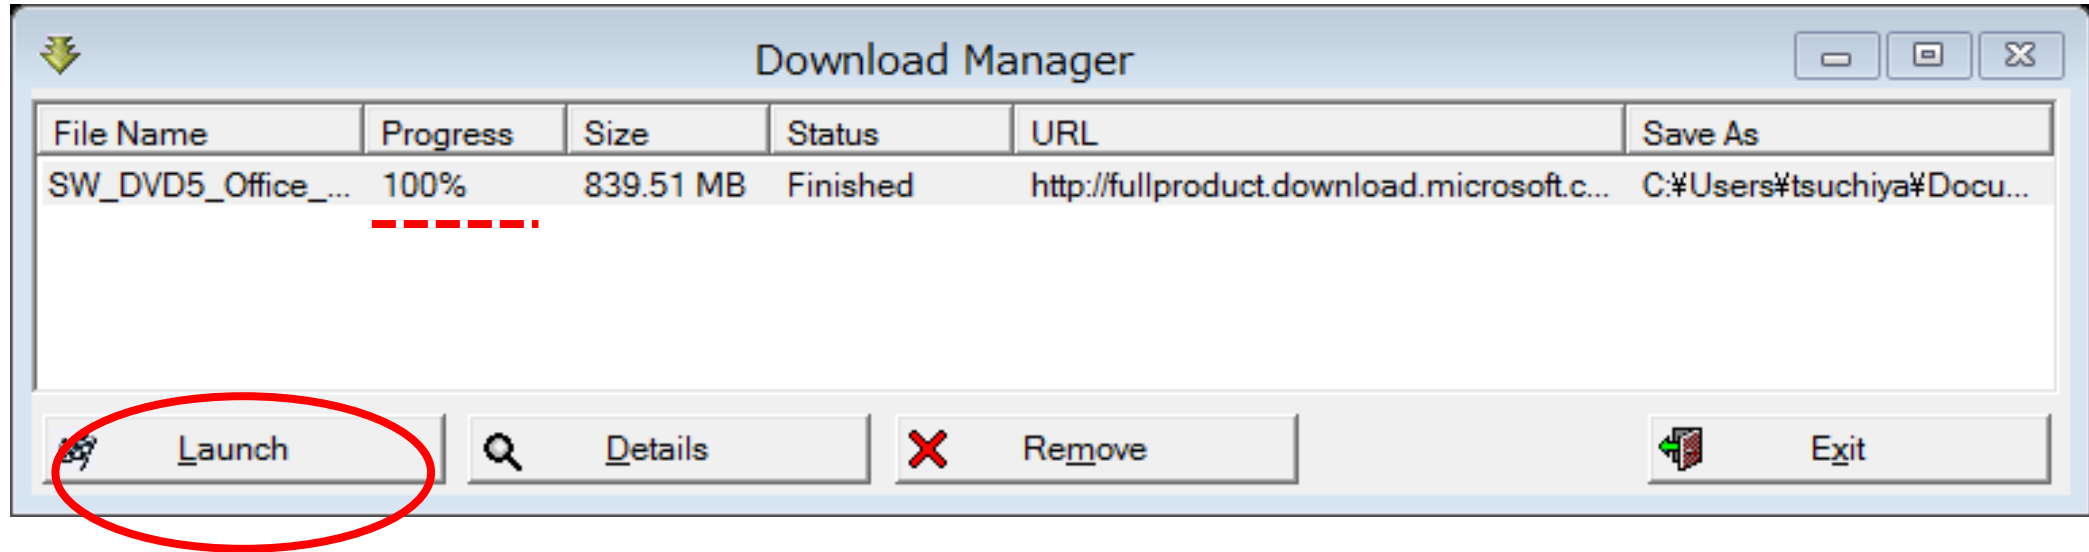 Download Manager
File Name Progress Size Status URL Save As
SW_DVD5_Office_... 100% 839.51 MB Finished http://fullproduct.download.microsoft.c... C:¥Users¥tsuchiya¥Docu...
Launch Details Remove Exit